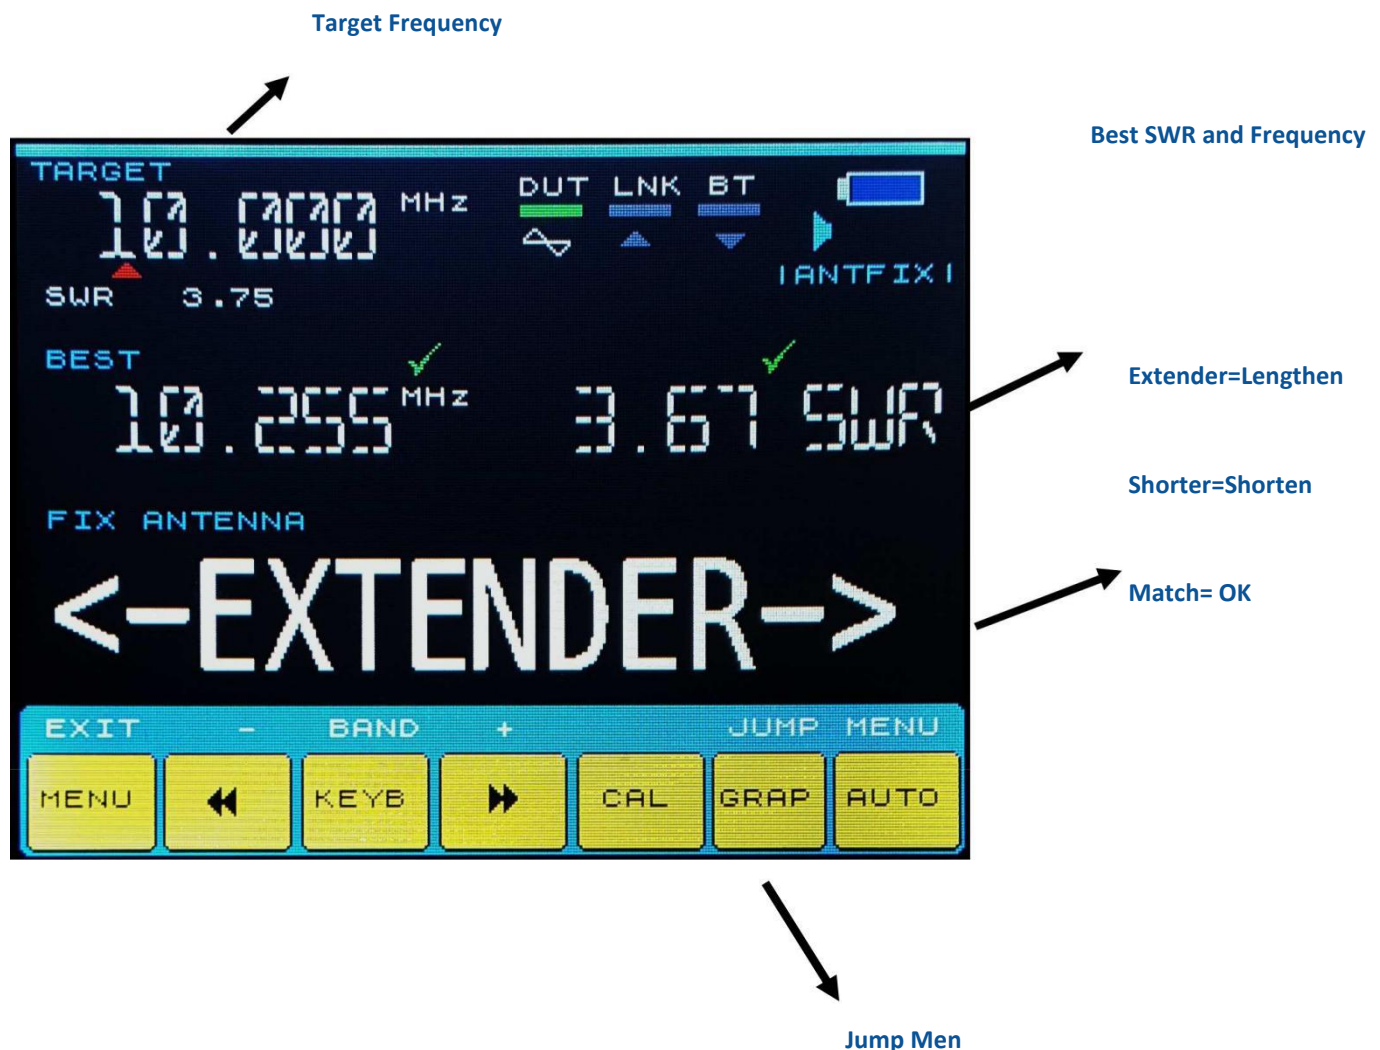 Target Frequency
Best SWR and Frequency
TARGET
10.000 MHz
DUT LNK BT
|ANTFIX|
SWR 3.75
BEST
10.255 MHz 3.67 SWR
Extender=Lengthen
Shorter=Shorten
FIX ANTENNA
<-EXTENDER->
Match= OK
EXIT - BAND + JUMP MENU
MENU KEYB CAL GRAP AUTO
Jump Men